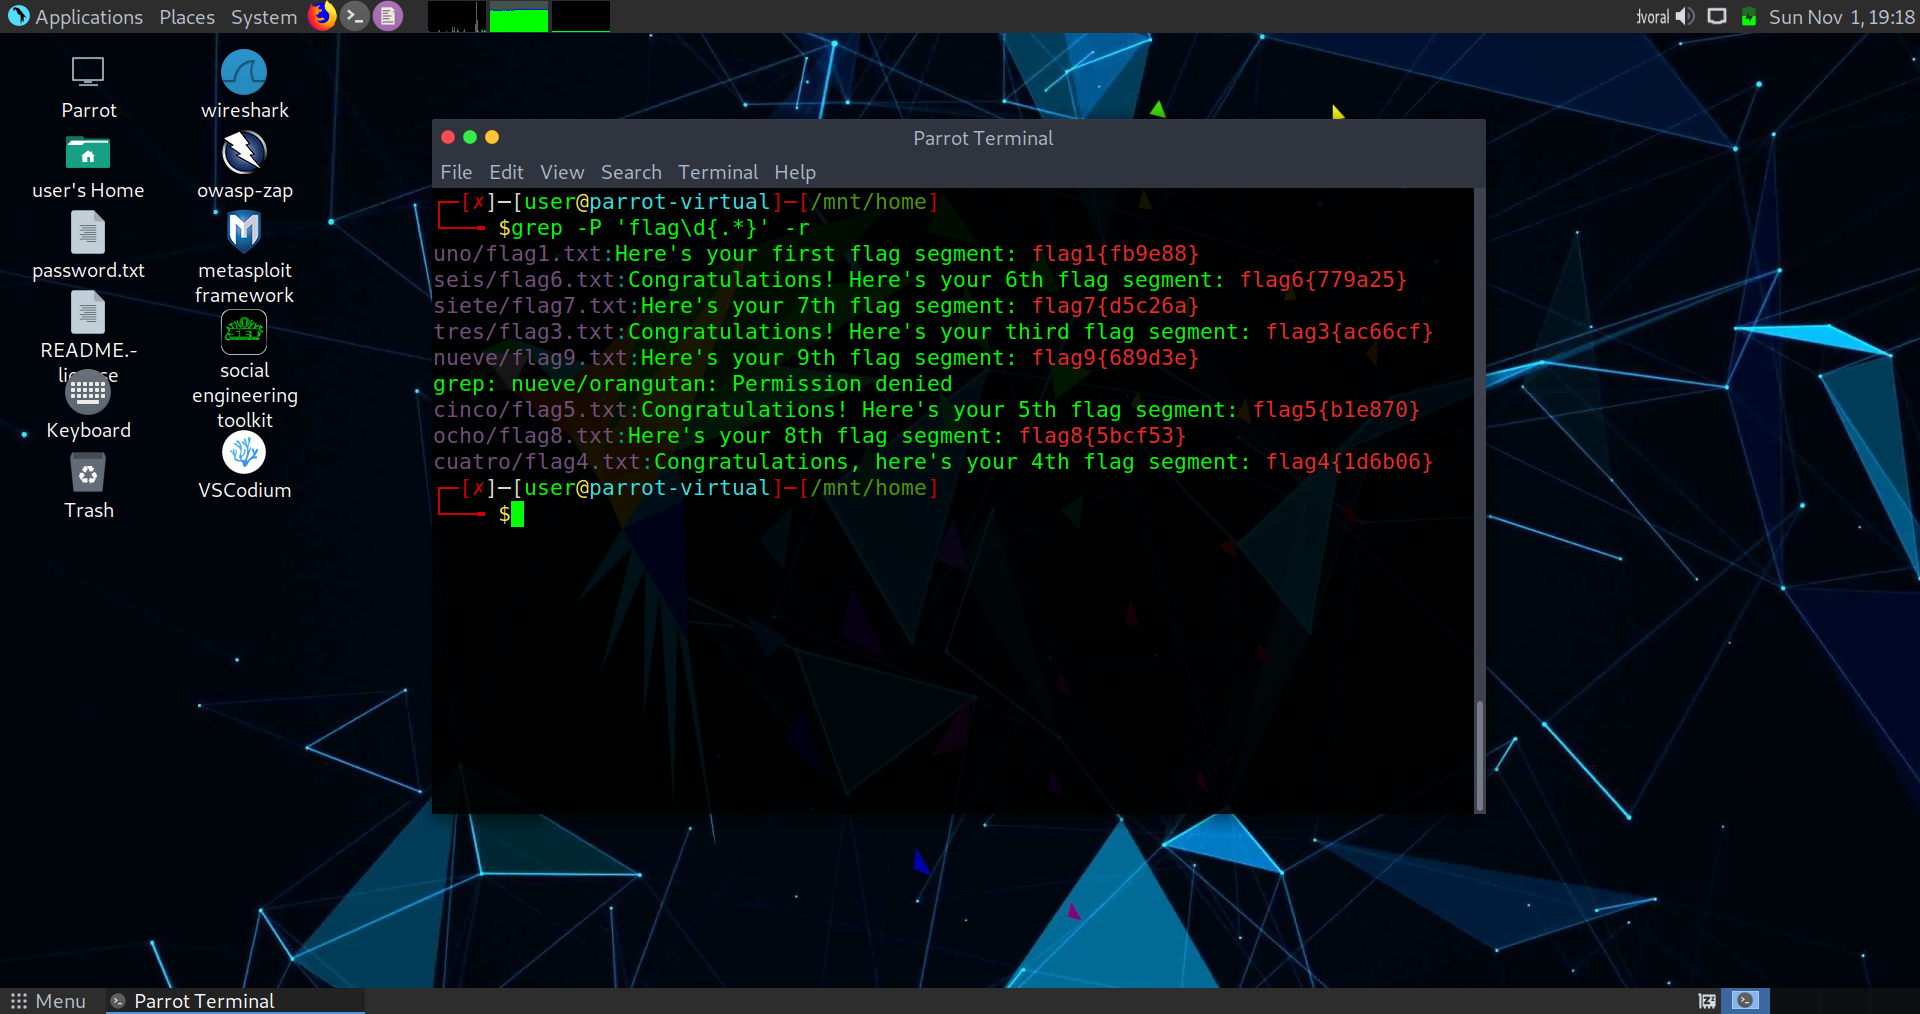 Applications Places System
dvorak Sun Nov 1, 19:18
Parrot
wireshark
user's Home
owasp-zap
password.txt
metasploit
framework
README.-
license
social
engineering
toolkit
Keyboard
VSCodium
Trash
Parrot Terminal
File Edit View Search Terminal Help
[✗]─[user@parrot-virtual]─[/mnt/home]
$grep -P 'flag\d{.*}' -r
uno/flag1.txt:Here's your first flag segment: flag1{fb9e88}
seis/flag6.txt:Congratulations! Here's your 6th flag segment: flag6{779a25}
siete/flag7.txt:Here's your 7th flag segment: flag7{d5c26a}
tres/flag3.txt:Congratulations! Here's your third flag segment: flag3{ac66cf}
nueve/flag9.txt:Here's your 9th flag segment: flag9{689d3e}
grep: nueve/orangutan: Permission denied
cinco/flag5.txt:Congratulations! Here's your 5th flag segment: flag5{b1e870}
ocho/flag8.txt:Here's your 8th flag segment: flag8{5bcf53}
cuatro/flag4.txt:Congratulations, here's your 4th flag segment: flag4{1d6b06}
[✗]─[user@parrot-virtual]─[/mnt/home]
$
Menu Parrot Terminal